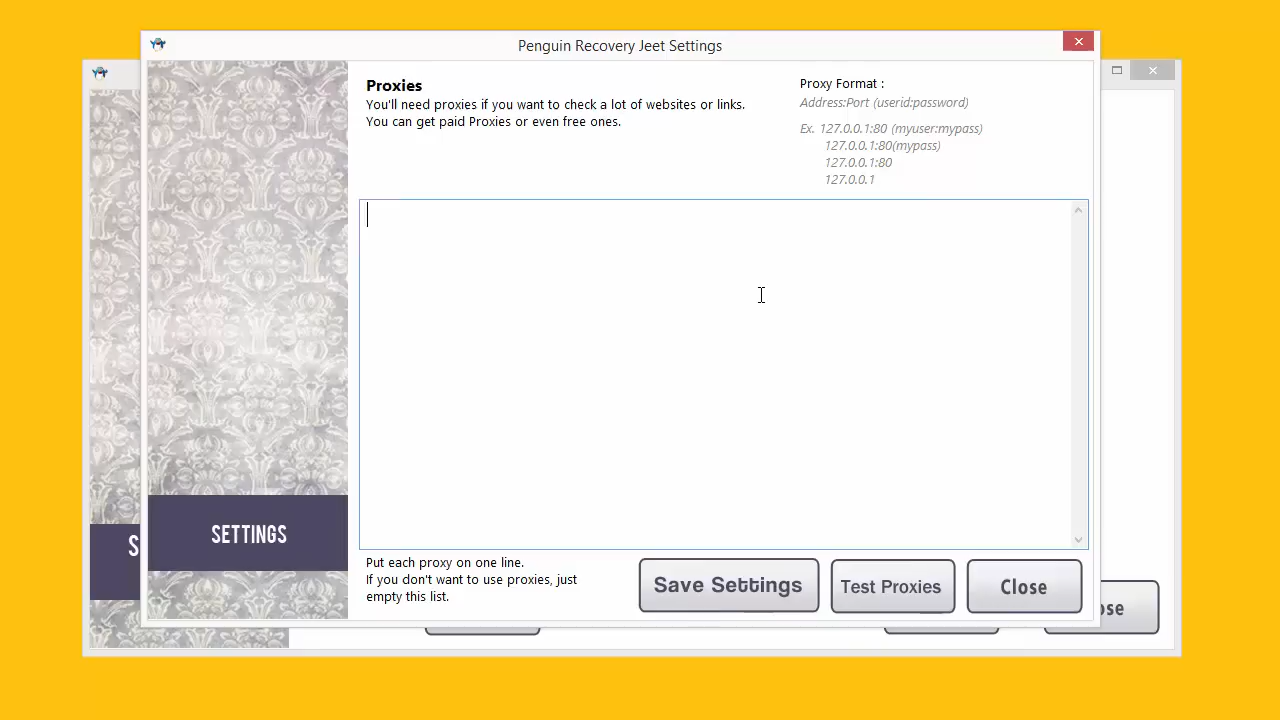 Penguin Recovery Jeet Settings
Proxies
You'll need proxies if you want to check a lot of websites or links.
You can get paid Proxies or even free ones.
Proxy Format :
Address:Port (userid:password)
Ex. 127.0.0.1:80 (myuser:mypass)
127.0.0.1:80(mypass)
127.0.0.1:80
127.0.0.1
SETTINGS
S
Put each proxy on one line.
If you don't want to use proxies, just
empty this list.
Save Settings
Test Proxies
Close
ose